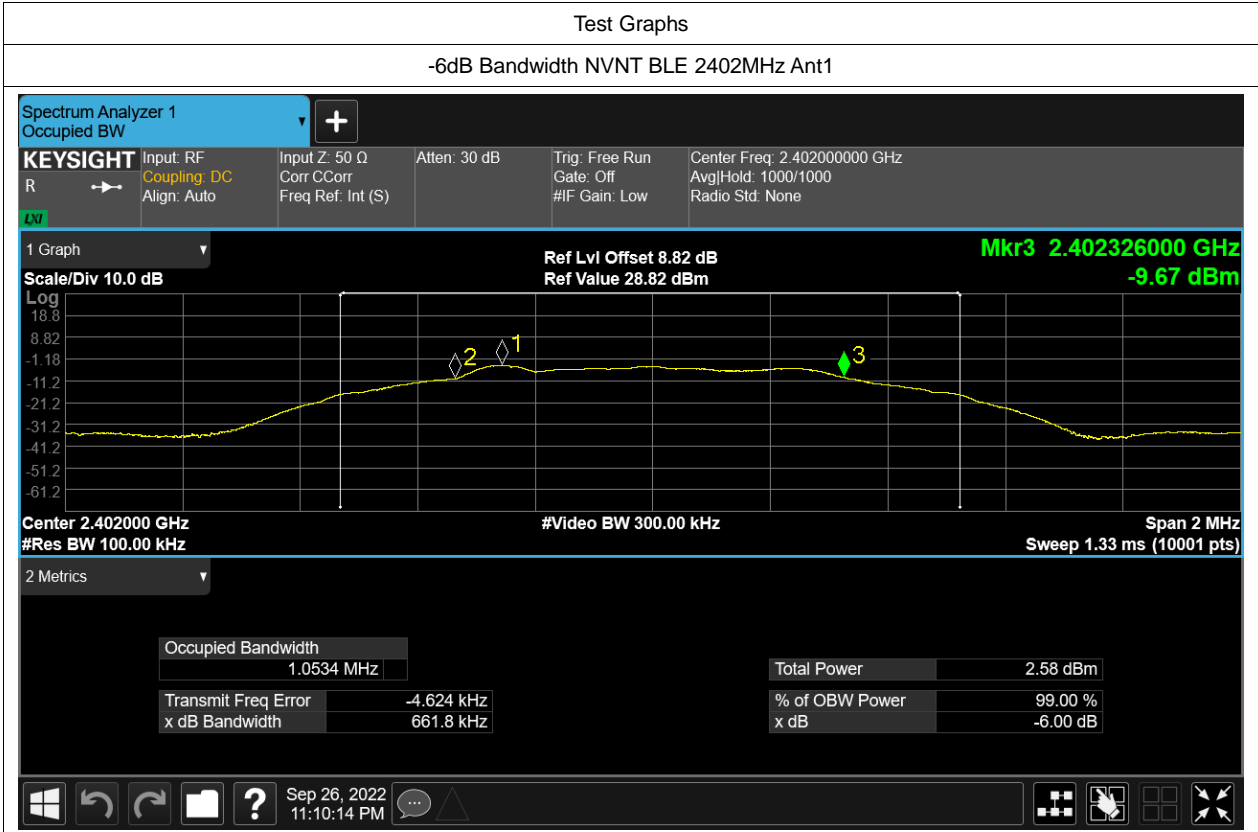 Test Graphs
-6dB Bandwidth NVNT BLE 2402MHz Ant1
Spectrum Analyzer 1
Occupied BW
KEYSIGHT
R
LXI
Input: RF
Coupling: DC
Align: Auto
Input Z: 50 Ω
Corr CCorr
Freq Ref: Int (S)
Atten: 30 dB
Trig: Free Run
Gate: Off
#IF Gain: Low
Center Freq: 2.402000000 GHz
Avg|Hold: 1000/1000
Radio Std: None
1 Graph
Scale/Div 10.0 dB
Ref Lvl Offset 8.82 dB
Ref Value 28.82 dBm
Mkr3 2.402326000 GHz
-9.67 dBm
Log
18.8
8.82
-1.18
-11.2
-21.2
-31.2
-41.2
-51.2
-61.2
2
1
3
Center 2.402000 GHz
#Res BW 100.00 kHz
#Video BW 300.00 kHz
Span 2 MHz
Sweep 1.33 ms (10001 pts)
2 Metrics
Occupied Bandwidth
1.0534 MHz
Total Power 2.58 dBm
Transmit Freq Error -4.624 kHz
% of OBW Power 99.00 %
x dB Bandwidth 661.8 kHz
x dB -6.00 dB
?
Sep 26, 2022
11:10:14 PM